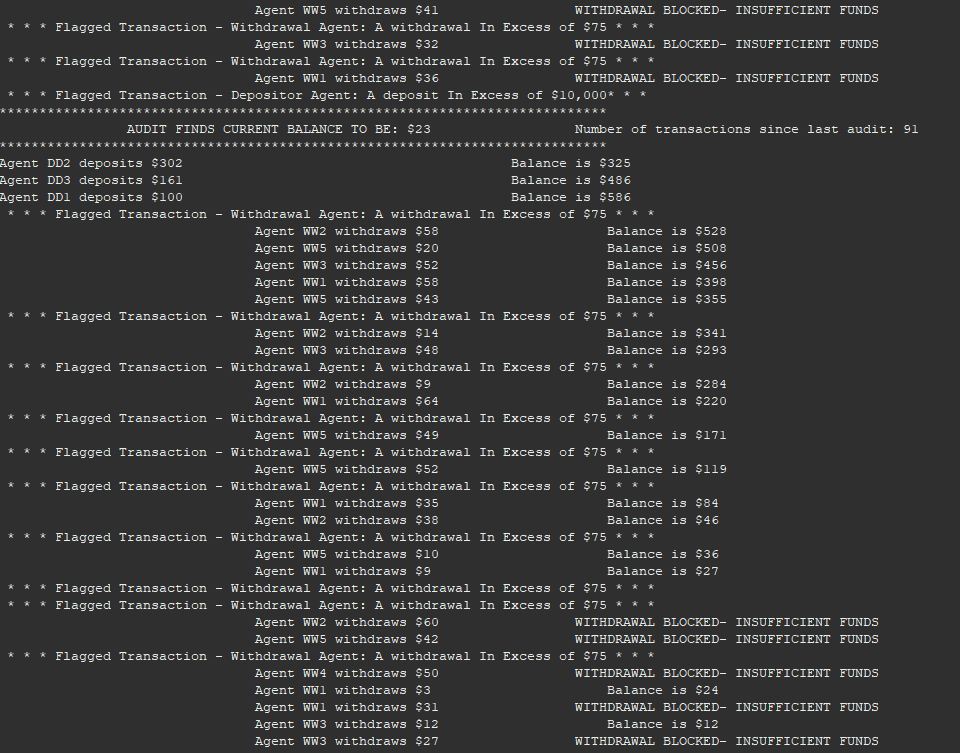 Agent WW5 withdraws $41 WITHDRAWAL BLOCKED- INSUFFICIENT FUNDS
* * * Flagged Transaction - Withdrawal Agent: A withdrawal In Excess of $75 * * *
Agent WW3 withdraws $32 WITHDRAWAL BLOCKED- INSUFFICIENT FUNDS
* * * Flagged Transaction - Withdrawal Agent: A withdrawal In Excess of $75 * * *
Agent WW1 withdraws $36 WITHDRAWAL BLOCKED- INSUFFICIENT FUNDS
* * * Flagged Transaction - Depositor Agent: A deposit In Excess of $10,000* * *
****************************************************************************
AUDIT FINDS CURRENT BALANCE TO BE: $23 Number of transactions since last audit: 91
****************************************************************************
Agent DD2 deposits $302 Balance is $325
Agent DD3 deposits $161 Balance is $486
Agent DD1 deposits $100 Balance is $586
* * * Flagged Transaction - Withdrawal Agent: A withdrawal In Excess of $75 * * *
Agent WW2 withdraws $58 Balance is $528
Agent WW5 withdraws $20 Balance is $508
Agent WW3 withdraws $52 Balance is $456
Agent WW1 withdraws $58 Balance is $398
Agent WW5 withdraws $43 Balance is $355
* * * Flagged Transaction - Withdrawal Agent: A withdrawal In Excess of $75 * * *
Agent WW2 withdraws $14 Balance is $341
Agent WW3 withdraws $48 Balance is $293
* * * Flagged Transaction - Withdrawal Agent: A withdrawal In Excess of $75 * * *
Agent WW2 withdraws $9 Balance is $284
Agent WW1 withdraws $64 Balance is $220
* * * Flagged Transaction - Withdrawal Agent: A withdrawal In Excess of $75 * * *
Agent WW5 withdraws $49 Balance is $171
* * * Flagged Transaction - Withdrawal Agent: A withdrawal In Excess of $75 * * *
Agent WW5 withdraws $52 Balance is $119
* * * Flagged Transaction - Withdrawal Agent: A withdrawal In Excess of $75 * * *
Agent WW1 withdraws $35 Balance is $84
Agent WW2 withdraws $38 Balance is $46
* * * Flagged Transaction - Withdrawal Agent: A withdrawal In Excess of $75 * * *
Agent WW5 withdraws $10 Balance is $36
Agent WW1 withdraws $9 Balance is $27
* * * Flagged Transaction - Withdrawal Agent: A withdrawal In Excess of $75 * * *
* * * Flagged Transaction - Withdrawal Agent: A withdrawal In Excess of $75 * * *
Agent WW2 withdraws $60 WITHDRAWAL BLOCKED- INSUFFICIENT FUNDS
Agent WW5 withdraws $42 WITHDRAWAL BLOCKED- INSUFFICIENT FUNDS
* * * Flagged Transaction - Withdrawal Agent: A withdrawal In Excess of $75 * * *
Agent WW4 withdraws $50 WITHDRAWAL BLOCKED- INSUFFICIENT FUNDS
Agent WW1 withdraws $3 Balance is $24
Agent WW1 withdraws $31 WITHDRAWAL BLOCKED- INSUFFICIENT FUNDS
Agent WW3 withdraws $12 Balance is $12
Agent WW3 withdraws $27 WITHDRAWAL BLOCKED- INSUFFICIENT FUNDS